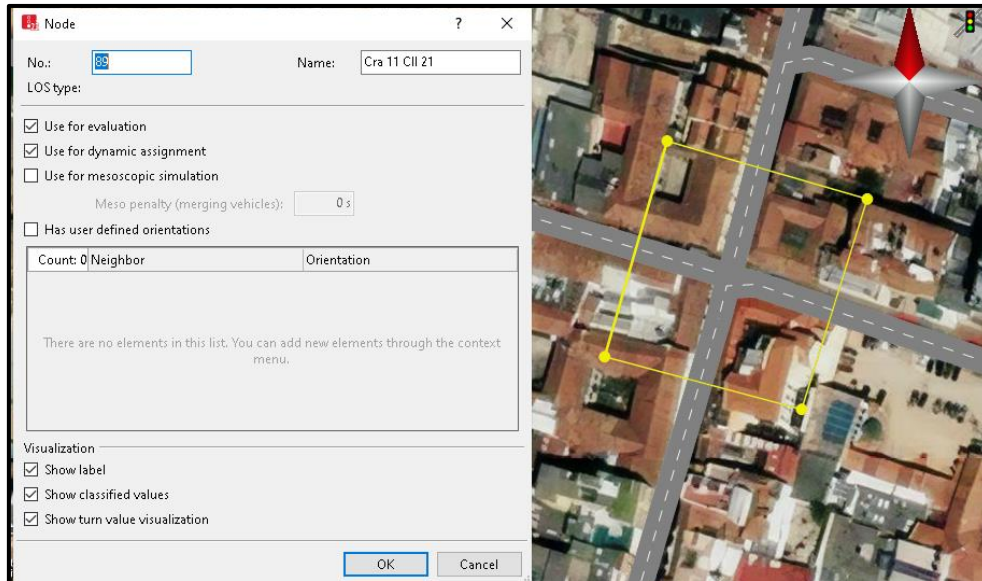 Node ? ×
No.: 89 Name: Cra 11 Cll 21
LOS type:
Use for evaluation
Use for dynamic assignment
Use for mesoscopic simulation
Meso penalty (merging vehicles): 0 s
Has user defined orientations
Count: 0 Neighbor Orientation
There are no elements in this list. You can add new elements through the context
menu.
Visualization
Show label
Show classified values
Show turn value visualization
OK Cancel